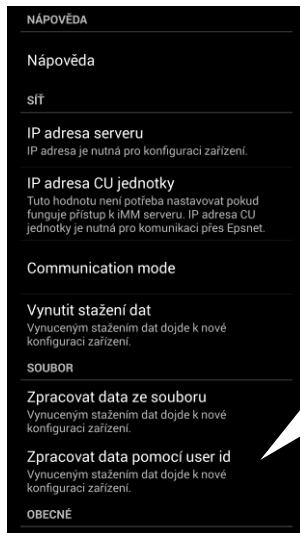 NÁPOVĚDA
Nápověda
SÍŤ
IP adresa serveru
IP adresa je nutná pro konfiguraci zařízení.
IP adresa CU jednotky
Tuto hodnotu není potřeba nastavovat pokud
funguje přístup k iMM serveru. IP adresa CU
jednotky je nutná pro komunikaci přes Epsnet.
Communication mode
Vynutit stažení dat
Vynuceným stažením dat dojde k nové
konfiguraci zařízení.
SOUBOR
Zpracovat data ze souboru
Vynuceným stažením dat dojde k nové
konfiguraci zařízení.
Zpracovat data pomocí user id
Vynuceným stažením dat dojde k nové
konfiguraci zařízení.
OBECNÉ